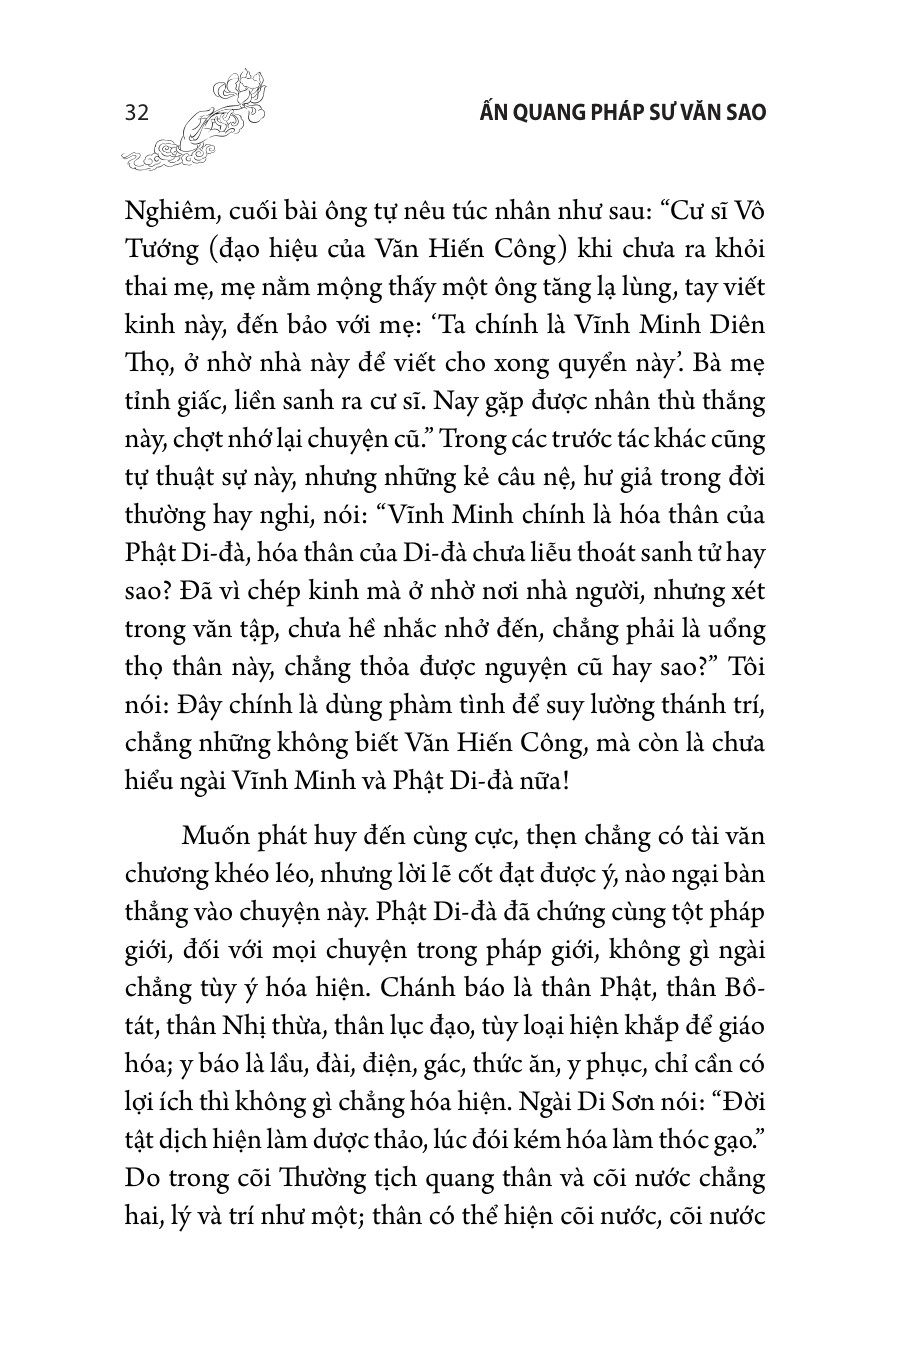 32
ẤN QUANG PHÁP SƯ VĂN SAO
Nghiêm, cuối bài ông tự nêu túc nhân như sau: “Cư sĩ Vô
Tướng (đạo hiệu của Văn Hiến Công) khi chưa ra khỏi
thai mẹ, mẹ nằm mộng thấy một ông tăng lạ lùng, tay viết
kinh này, đến bảo với mẹ: ‘Ta chính là Vĩnh Minh Diên
Thọ, ở nhờ nhà này để viết cho xong quyển này’. Bà mẹ
tỉnh giấc, liền sanh ra cư sĩ. Nay gặp được nhân thù thắng
này, chợt nhớ lại chuyện cũ.” Trong các trước tác khác cũng
tự thuật sự này, nhưng những kẻ câu nệ, hư giả trong đời
thường hay nghi, nói: “Vĩnh Minh chính là hóa thân của
Phật Di-đà, hóa thân của Di-đà chưa liễu thoát sanh tử hay
sao? Đã vì chép kinh mà ở nhờ nơi nhà người, nhưng xét
trong văn tập, chưa hề nhắc nhở đến, chẳng phải là uổng
thọ thân này, chẳng thỏa được nguyện cũ hay sao?” Tôi
nói: Đây chính là dùng phàm tình để suy lường thánh trí,
chẳng những không biết Văn Hiến Công, mà còn là chưa
hiểu ngài Vĩnh Minh và Phật Di-đà nữa!
Muốn phát huy đến cùng cực, thẹn chẳng có tài văn
chương khéo léo, nhưng lời lẽ cốt đạt được ý, nào ngại bàn
thẳng vào chuyện này. Phật Di-đà đã chứng cùng tột pháp
giới, đối với mọi chuyện trong pháp giới, không gì ngài
chẳng tùy ý hóa hiện. Chánh báo là thân Phật, thân Bồ-
tát, thân Nhị thừa, thân lục đạo, tùy loại hiện khắp để giáo
hóa; y báo là lầu, đài, điện, gác, thức ăn, y phục, chỉ cần có
lợi ích thì không gì chẳng hóa hiện. Ngài Di Sơn nói: “Đời
tật dịch hiện làm dược thảo, lúc đói kém hóa làm thóc gạo.”
Do trong cõi Thường tịch quang thân và cõi nước chẳng
hai, lý và trí như một; thân có thể hiện cõi nước, cõi nước